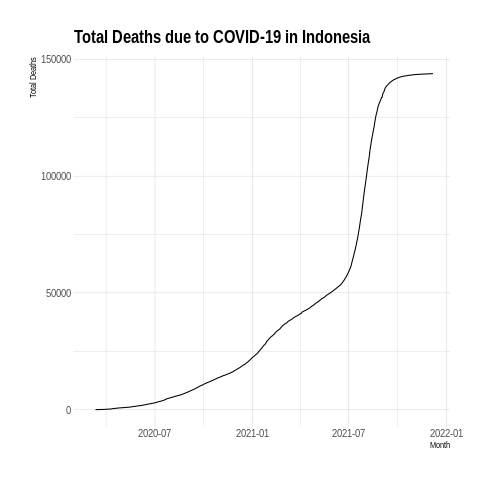 Total Deaths due to COVID-19 in Indonesia
Total Deaths
150000
100000
50000
0
2020-07 2021-01 2021-07 2022-01
Month